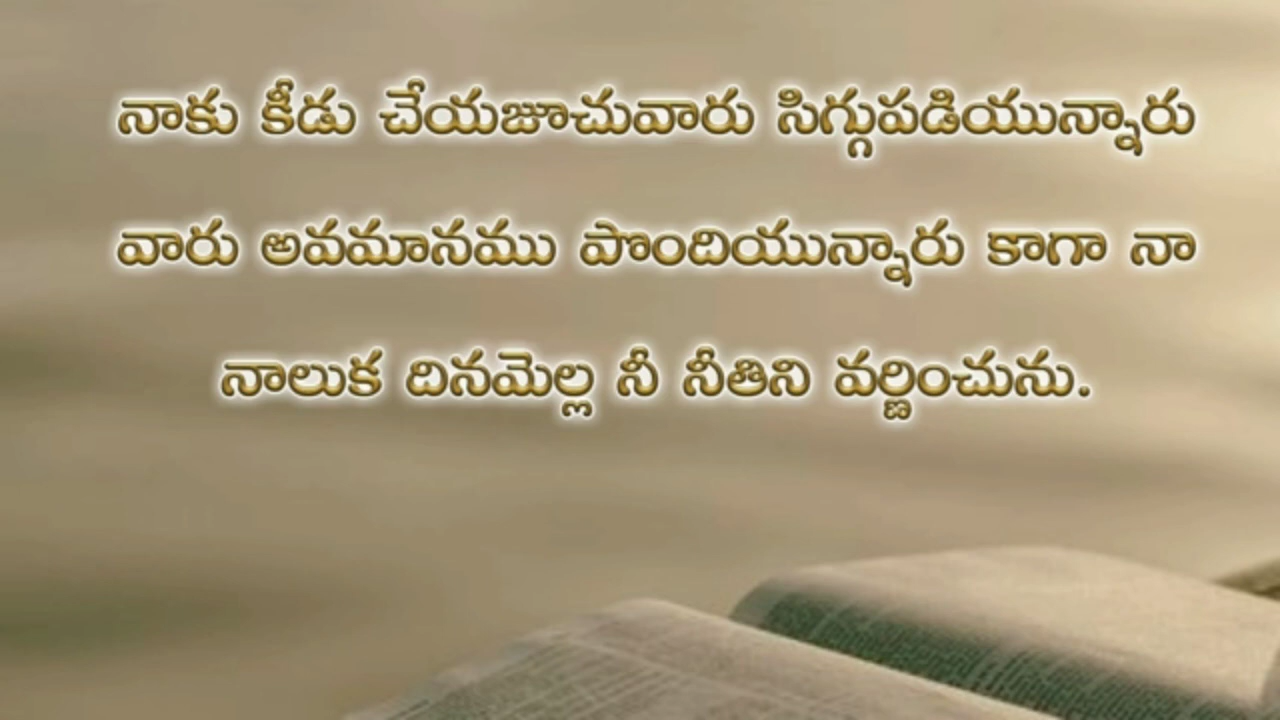 నాకు కీడు చేయజూచువారు సిగ్గుపడియున్నారు
వారు అవమానము పొందియున్నారు కాగా నా
నాలుక దినమెల్ల నీ నీతిని వర్ణించును.